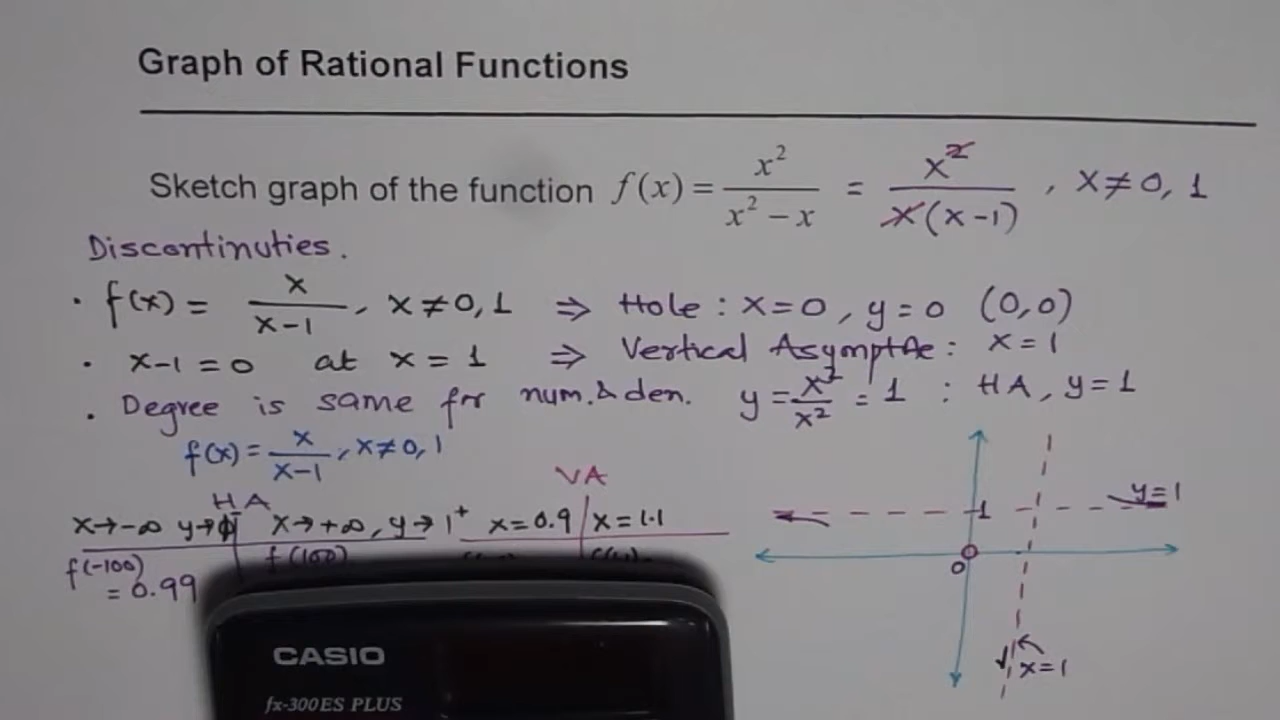 Graph of Rational Functions
Sketch graph of the function f(x) = x²/(x² − x) = x²/(x(x−1)), x≠0, 1
Discontinuties.
· f(x) = x/(x−1), x≠0, 1 ⇒ Hole : x=0, y=0 (0,0)
· x−1=0 at x=1 ⇒ Vertical Asymptote: x=1
· Degree is same for num. & den. y = x²/x² = 1 : HA, y=1
f(x) = x/(x−1), x≠0, 1
HA VA
x→−∞ y→ x→+∞, y→1⁺ x=0.9 x=1.1
f(-100) f(100)
= 0.99
1
y=1
0
x=1
CASIO
fx-300ES PLUS